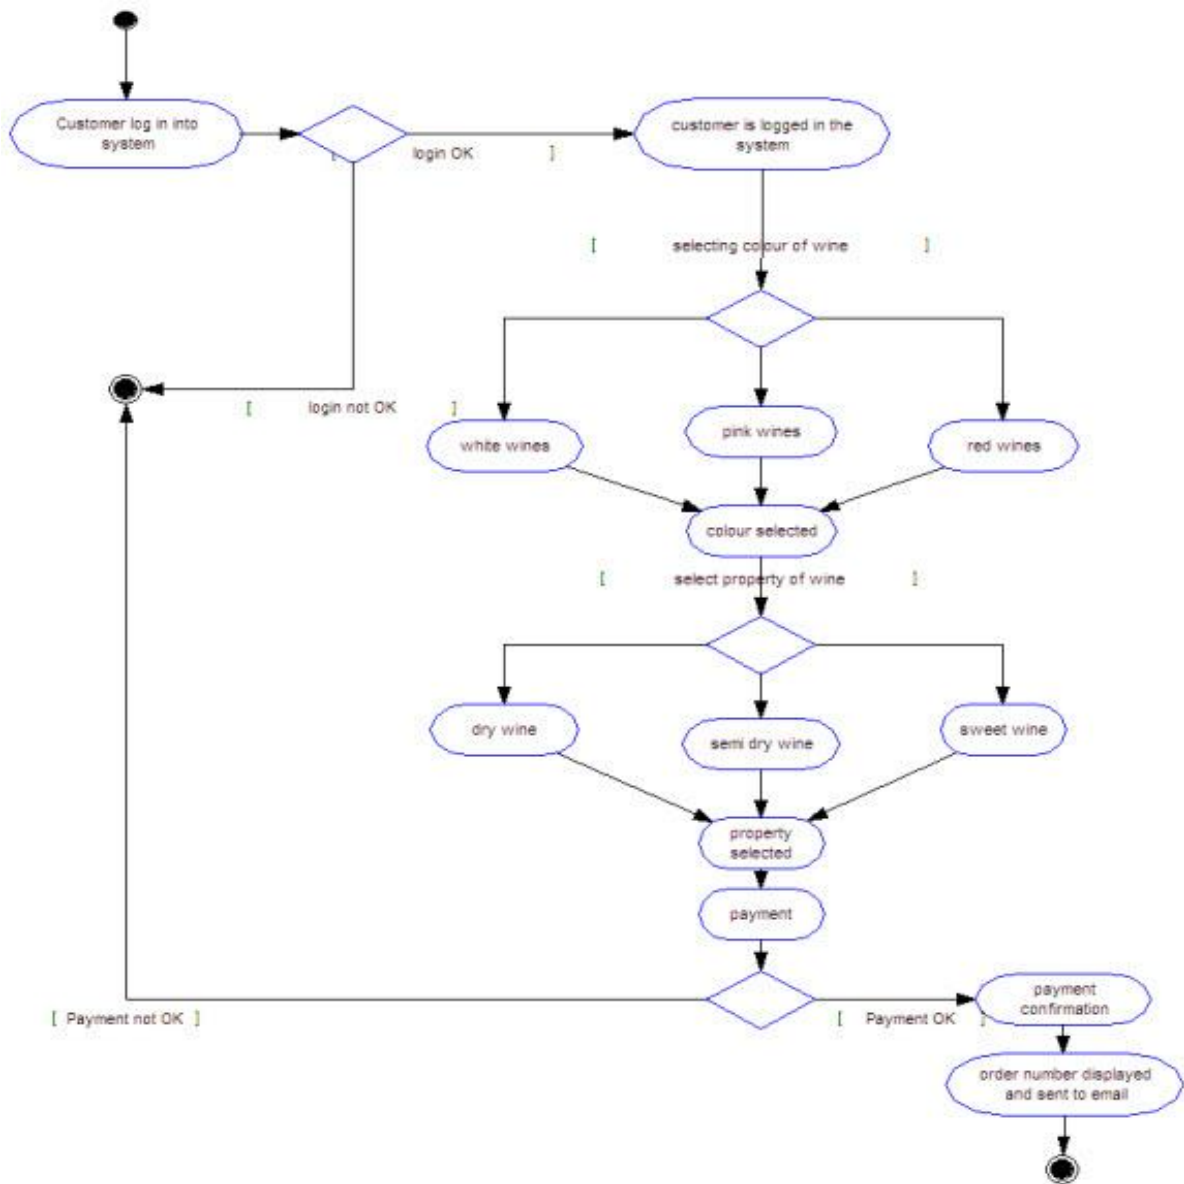 Customer log in into
system
[ login OK ]
customer is logged in the
system
[ selecting colour of wine ]
[ login not OK ]
white wines
pink wines
red wines
colour selected
[ select property of wine ]
dry wine
semi dry wine
sweet wine
property
selected
payment
[ Payment not OK ]
[ Payment OK ]
payment
confirmation
order number displayed
and sent to email